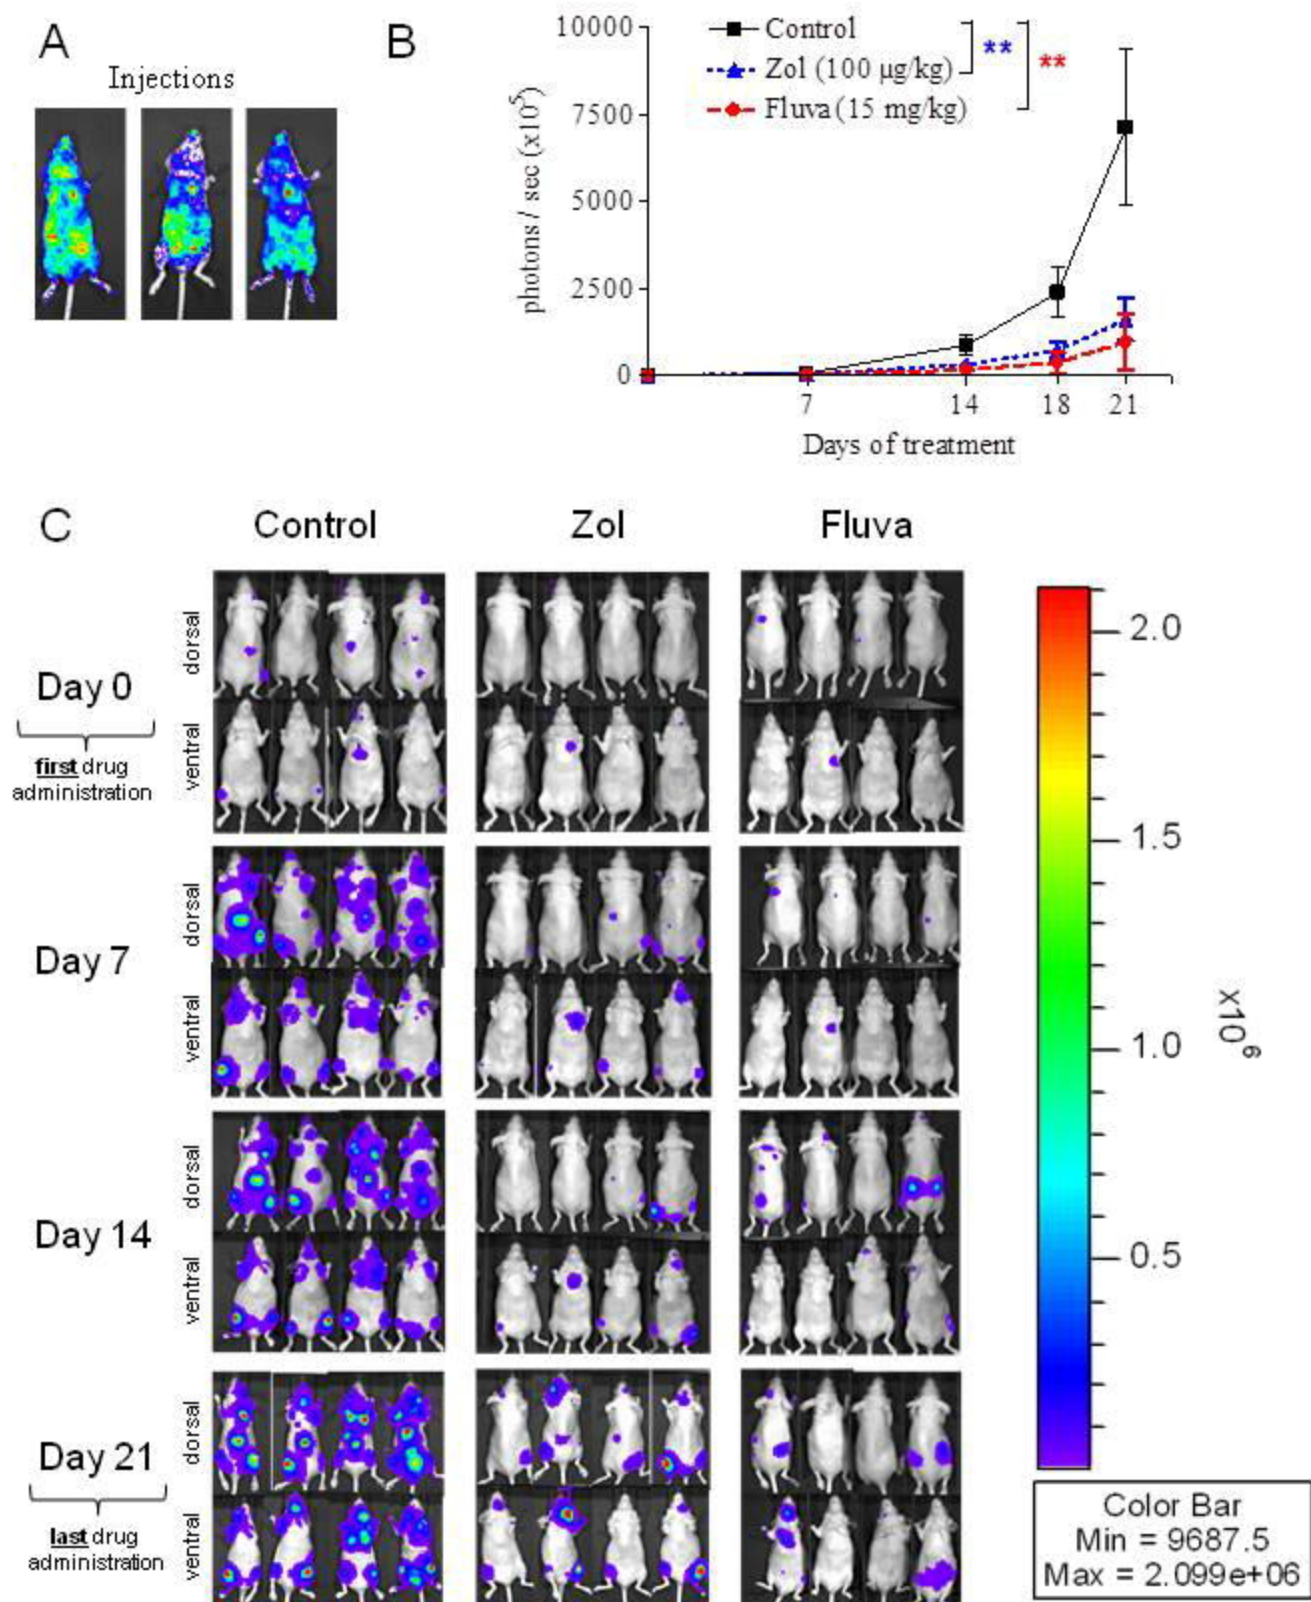 A
Injections
B
10000
7500
5000
2500
0
photons / sec (x10⁵)
Control
Zol (100 µg/kg)
Fluva (15 mg/kg)
**
**
7
14
18
21
Days of treatment
C
Control
Zol
Fluva
Day 0
first drug
administration
dorsal
ventral
Day 7
dorsal
ventral
Day 14
dorsal
ventral
Day 21
last drug
administration
dorsal
ventral
2.0
1.5
1.0
0.5
x10⁶
Color Bar
Min = 9687.5
Max = 2.099e+06